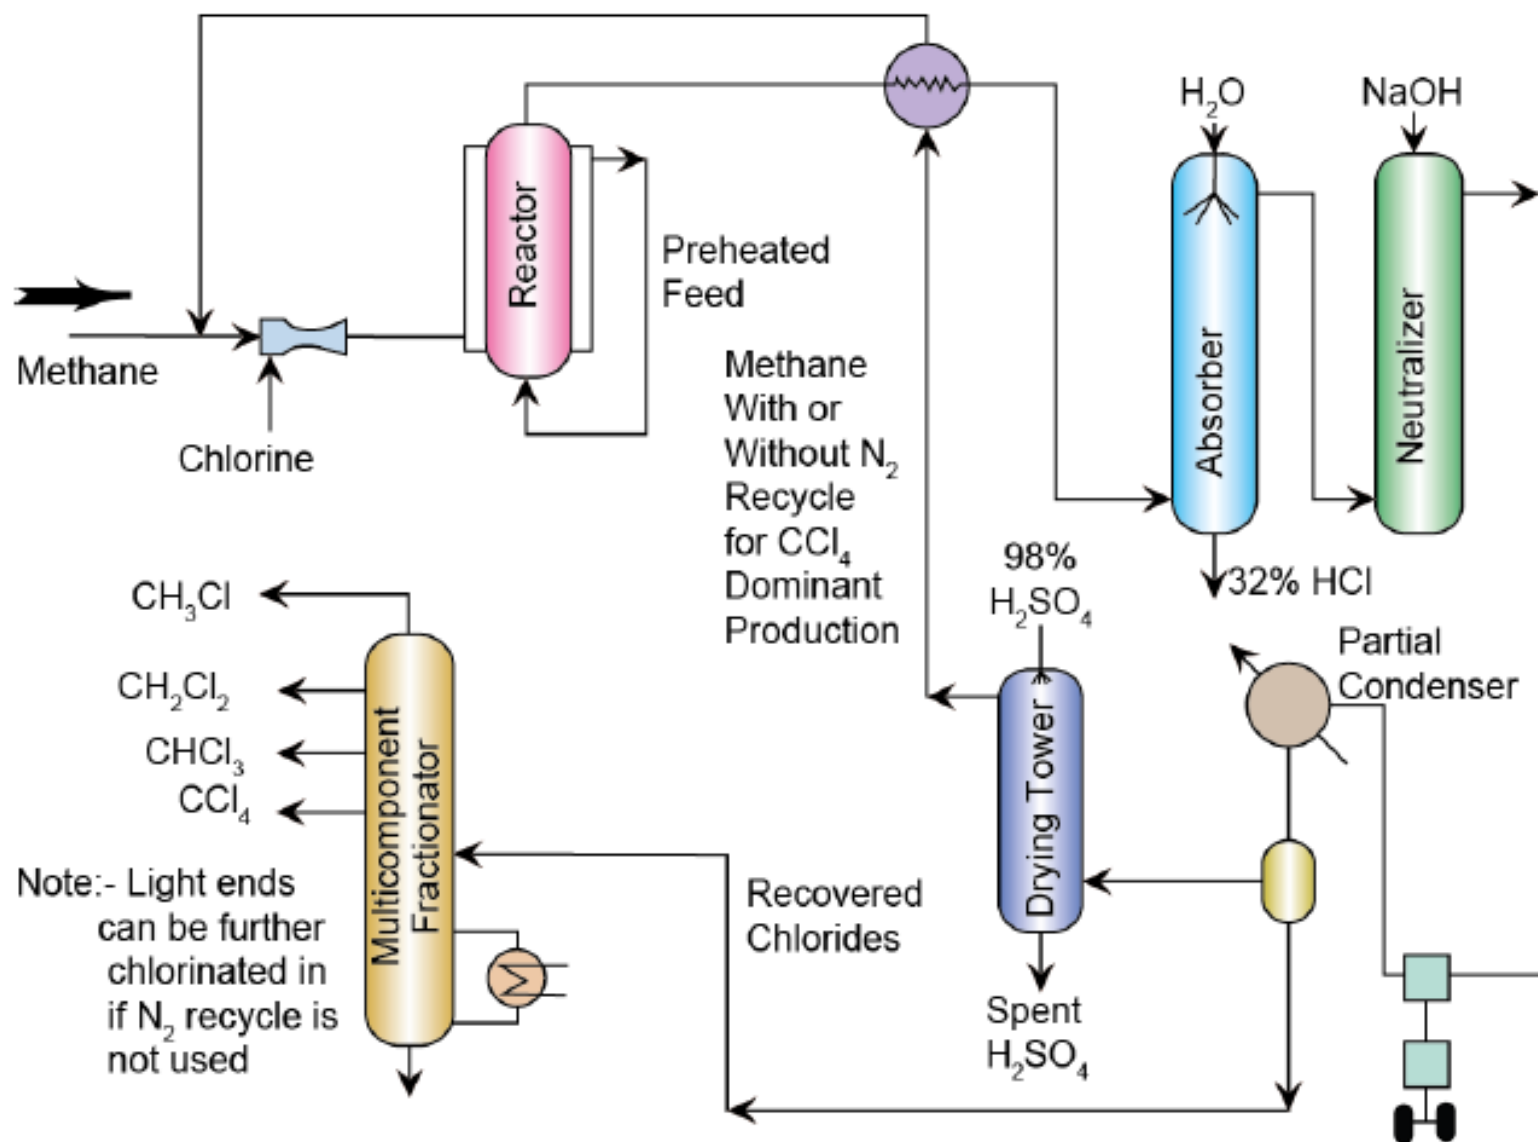 H₂O
NaOH
Reactor
Preheated
Feed
Methane
Chlorine
Methane
With or
Without N₂
Recycle
for CCl₄
Dominant
Production
Absorber
Neutralizer
32% HCl
98%
H₂SO₄
Partial
Condenser
Drying Tower
Spent
H₂SO₄
CH₃Cl
CH₂Cl₂
CHCl₃
CCl₄
Multicomponent
Fractionator
Recovered
Chlorides
Note:- Light ends
can be further
chlorinated in
if N₂ recycle is
not used